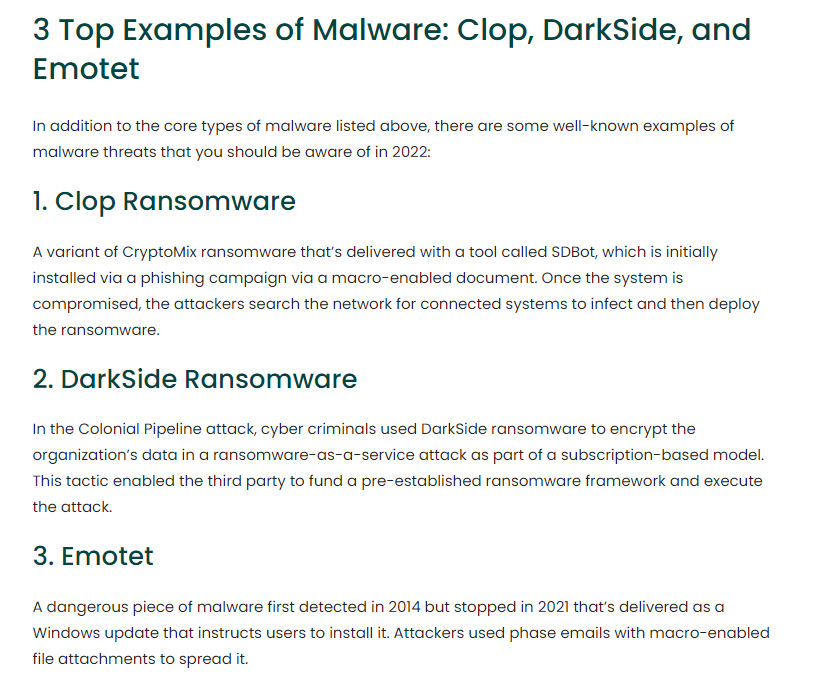 3 Top Examples of Malware: Clop, DarkSide, and
Emotet
In addition to the core types of malware listed above, there are some well-known examples of
malware threats that you should be aware of in 2022:
1. Clop Ransomware
A variant of CryptoMix ransomware that's delivered with a tool called SDBot, which is initially
installed via a phishing campaign via a macro-enabled document. Once the system is
compromised, the attackers search the network for connected systems to infect and then deploy
the ransomware.
2. DarkSide Ransomware
In the Colonial Pipeline attack, cyber criminals used DarkSide ransomware to encrypt the
organization's data in a ransomware-as-a-service attack as part of a subscription-based model.
This tactic enabled the third party to fund a pre-established ransomware framework and execute
the attack.
3. Emotet
A dangerous piece of malware first detected in 2014 but stopped in 2021 that's delivered as a
Windows update that instructs users to install it. Attackers used phase emails with macro-enabled
file attachments to spread it.